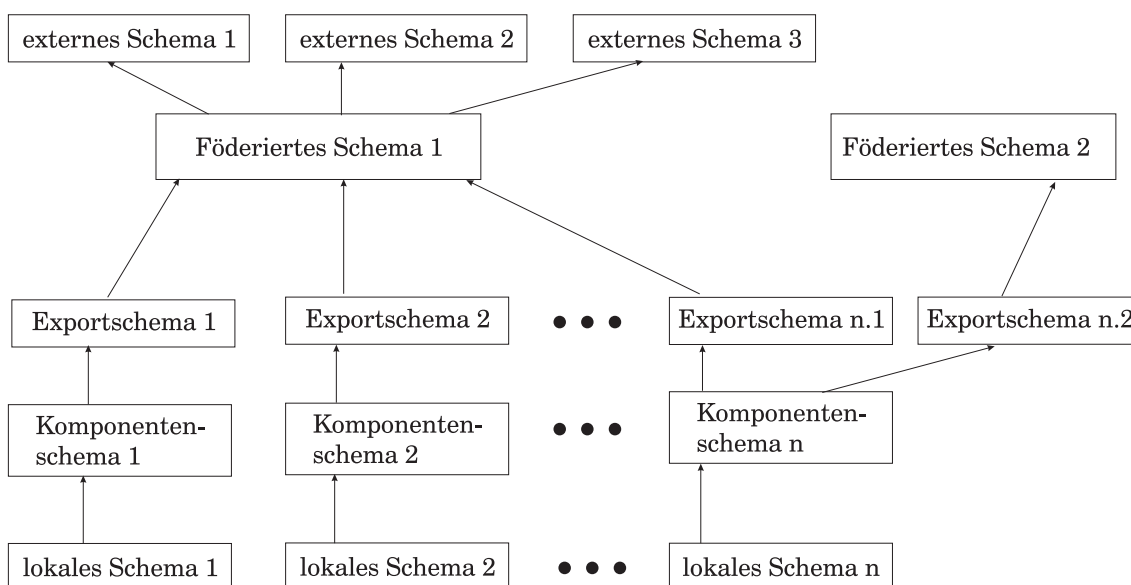 externes Schema 1
externes Schema 2
externes Schema 3
Föderiertes Schema 1
Föderiertes Schema 2
Exportschema 1
Exportschema 2
Exportschema n.1
Exportschema n.2
Komponenten-
schema 1
Komponenten-
schema 2
Komponenten-
schema n
lokales Schema 1
lokales Schema 2
lokales Schema n